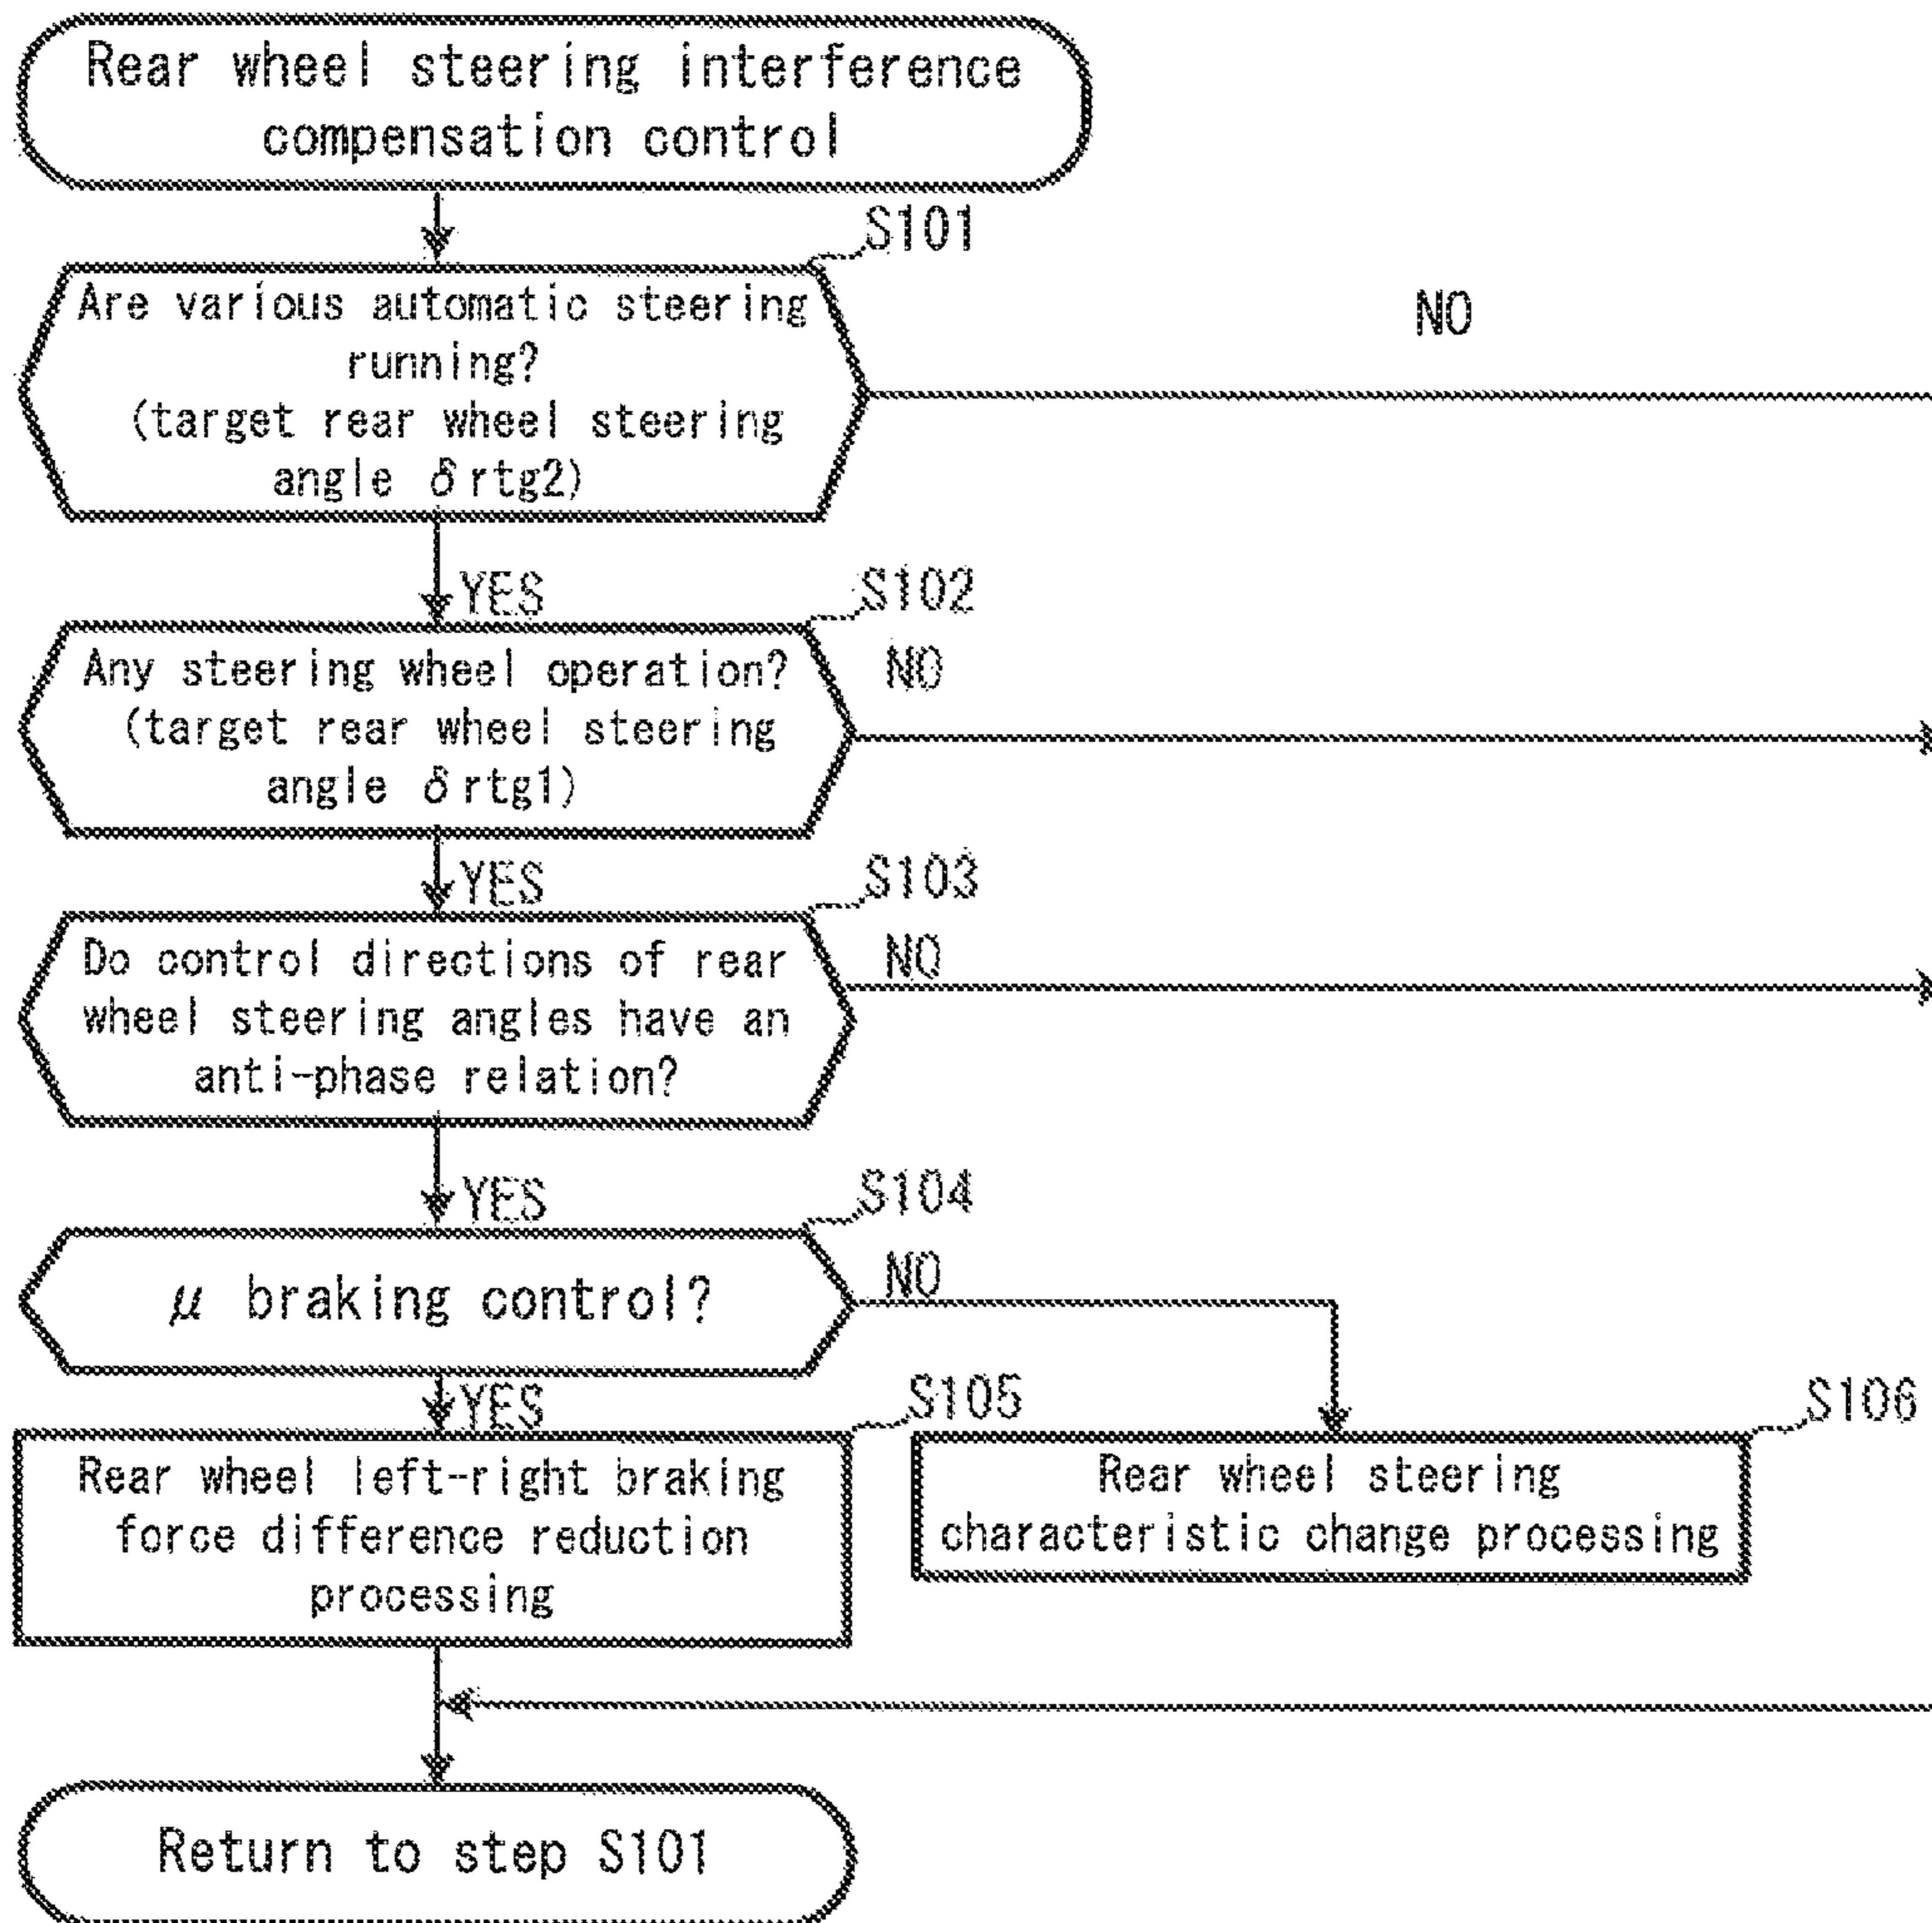 Rear wheel steering interference
compensation control
S101
Are various automatic steering
running?
(target rear wheel steering
angle δrtg2)
NO
YES
S102
Any steering wheel operation?
(target rear wheel steering
angle δrtg1)
NO
YES
S103
Do control directions of rear
wheel steering angles have an
anti-phase relation?
NO
YES
S104
μ braking control?
NO
YES
S105
Rear wheel left-right braking
force difference reduction
processing
S106
Rear wheel steering
characteristic change processing
Return to step S101